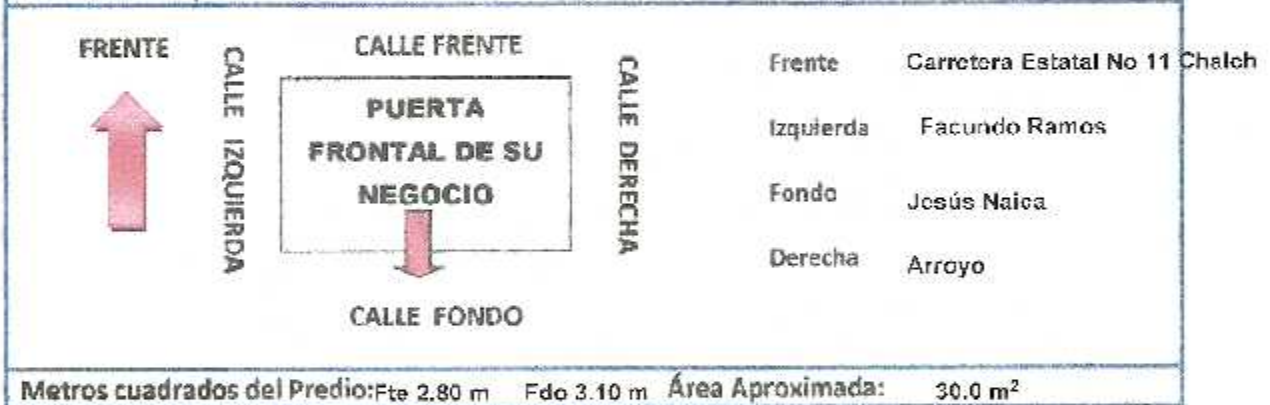 FRENTE
CALLE IZQUIERDA
CALLE FRENTE
PUERTA
FRONTAL DE SU
NEGOCIO
CALLE FONDO
CALLE DERECHA
Frente Carretera Estatal No 11 Chalch
Izquierda Facundo Ramos
Fondo Jesús Naica
Derecha Arroyo
Metros cuadrados del Predio:Fte 2.80 m Fdo 3.10 m Área Aproximada: 30.0 m²